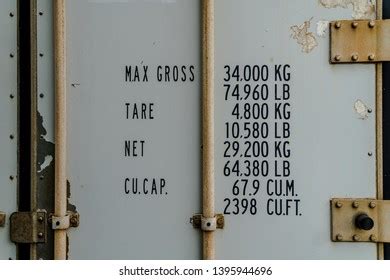 MAX GROSS 34,000 KG
74,960 LB
TARE 4,800 KG
10,580 LB
NET 29,200 KG
64,380 LB
CU.CAP. 67.9 CU.M.
2398 CU.FT.
shutterstock.com · 1395944696